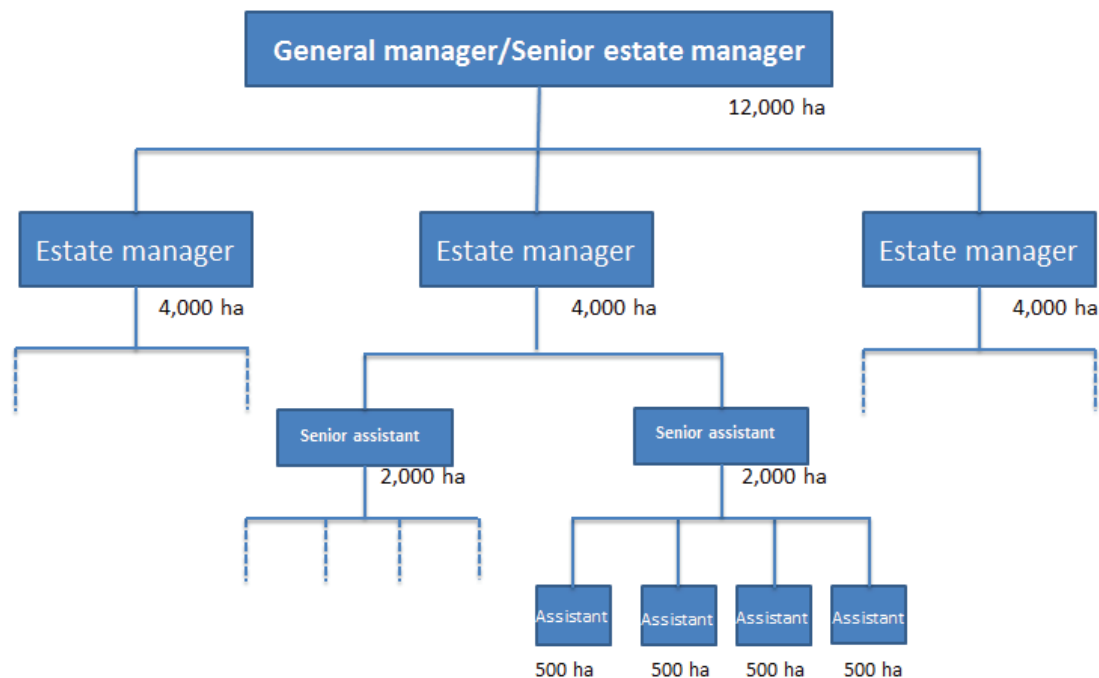 General manager/Senior estate manager
12,000 ha
Estate manager
Estate manager
Estate manager
4,000 ha
4,000 ha
4,000 ha
Senior assistant
Senior assistant
2,000 ha
2,000 ha
Assistant
Assistant
Assistant
Assistant
500 ha
500 ha
500 ha
500 ha